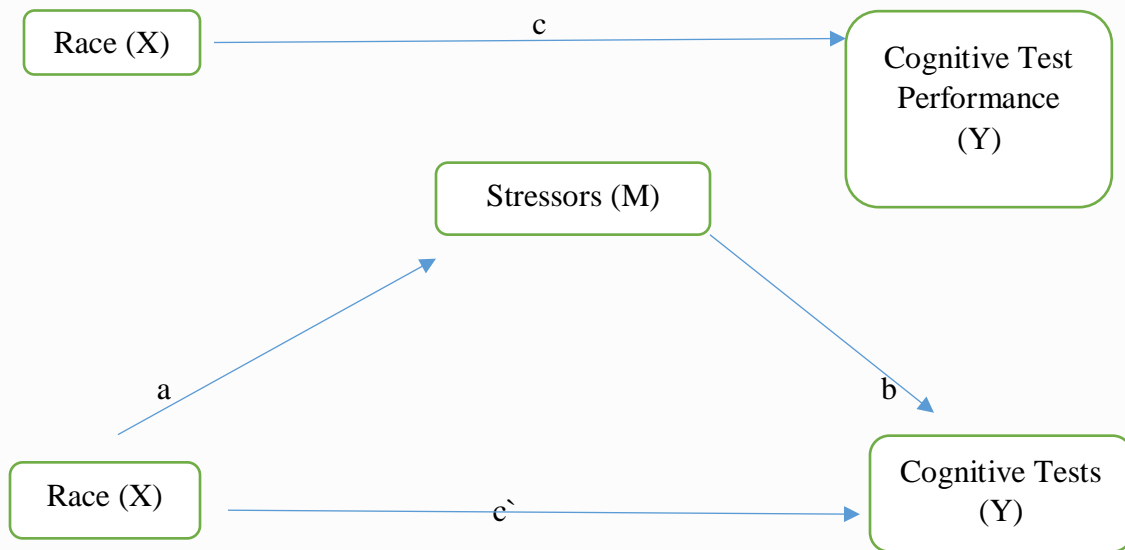 Race (X)
c
Cognitive Test
Performance
(Y)
Stressors (M)
a
b
Race (X)
c`
Cognitive Tests
(Y)